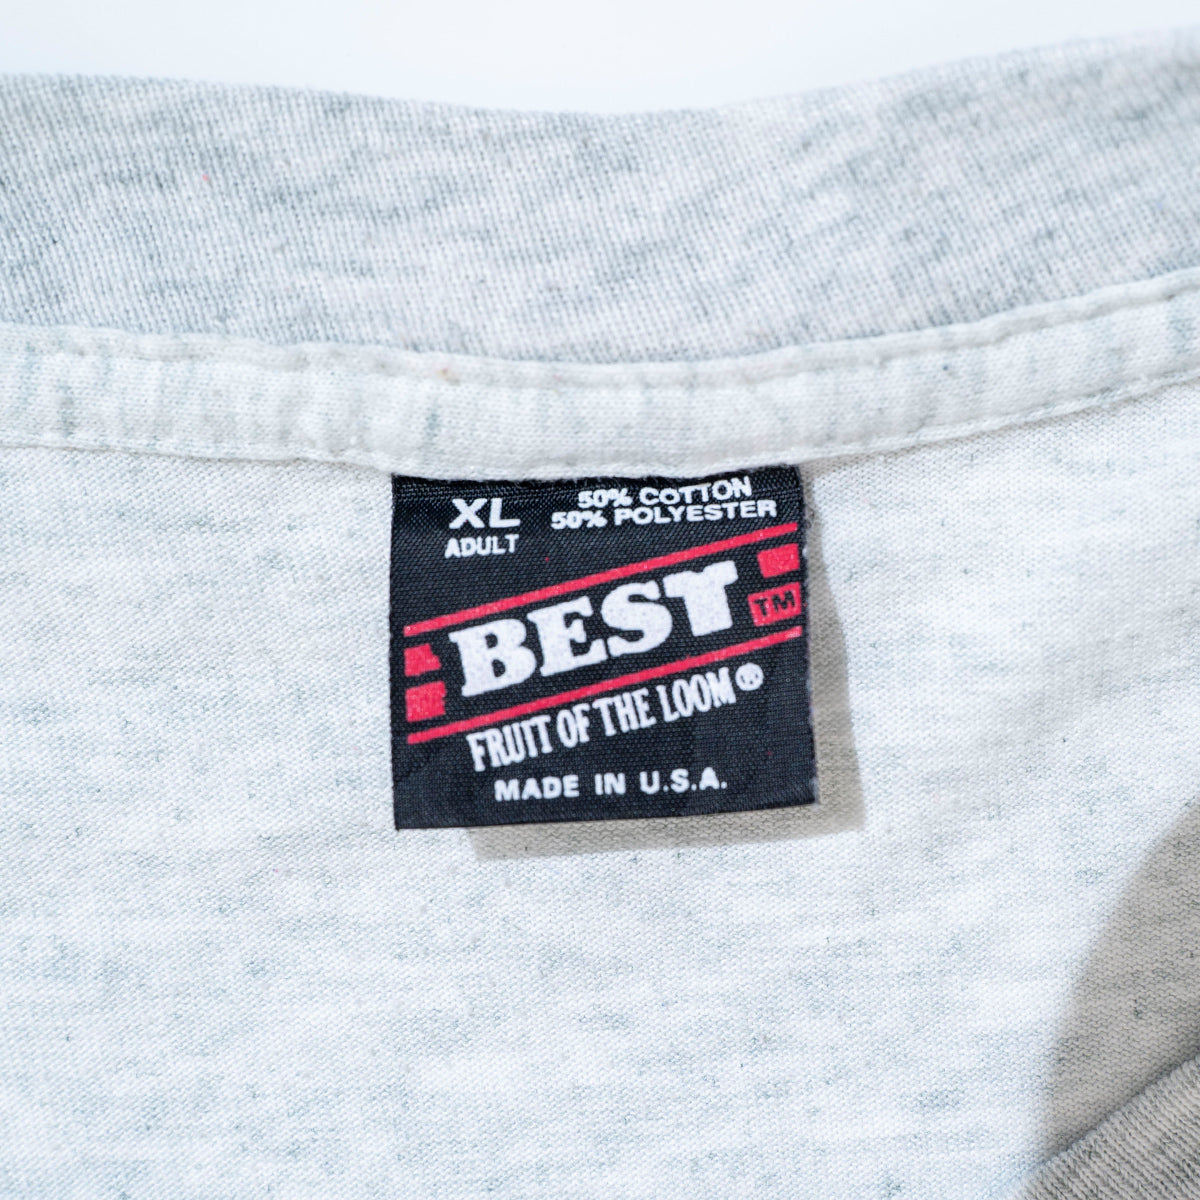 XL
ADULT
50% COTTON
50% POLYESTER
BEST
TM
FRUIT OF THE LOOM®
MADE IN U.S.A.